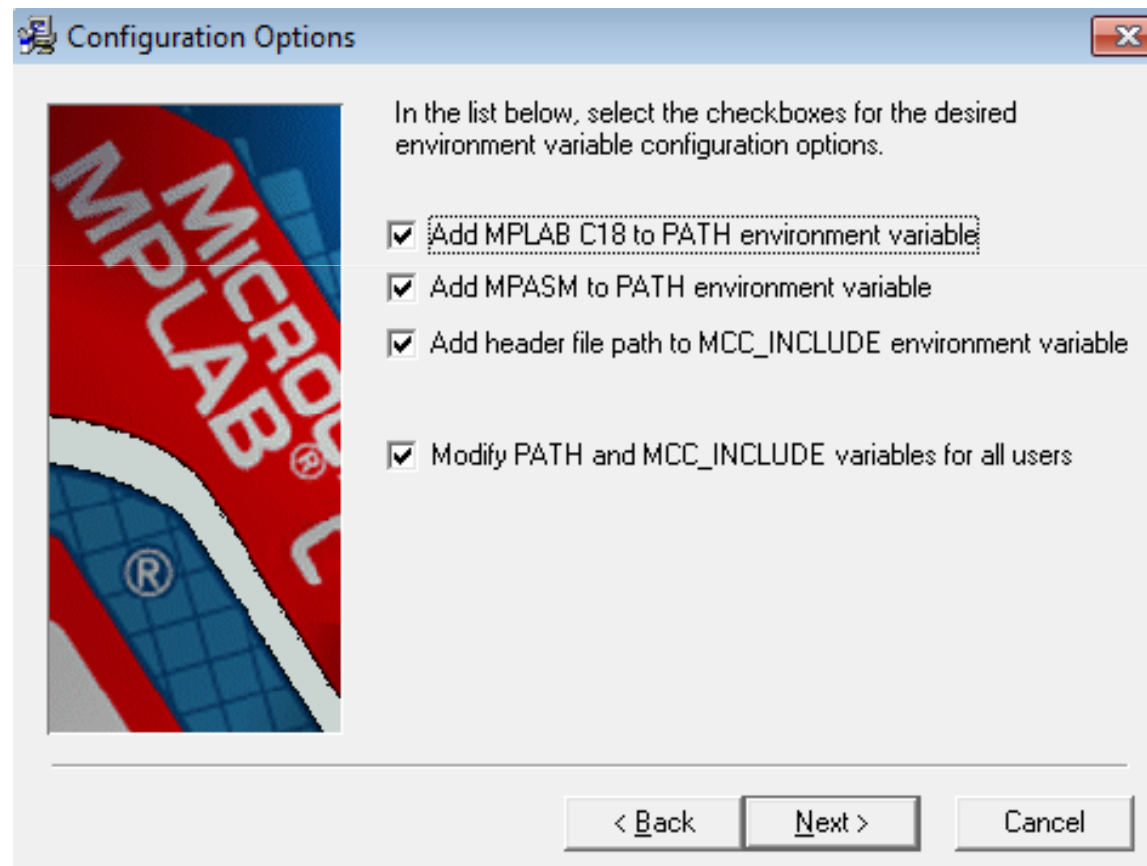 Configuration Options
In the list below, select the checkboxes for the desired
environment variable configuration options.
MICRO
MPLAB®
C
®
Add MPLAB C18 to PATH environment variable
Add MPASM to PATH environment variable
Add header file path to MCC_INCLUDE environment variable
Modify PATH and MCC_INCLUDE variables for all users
< Back
Next >
Cancel